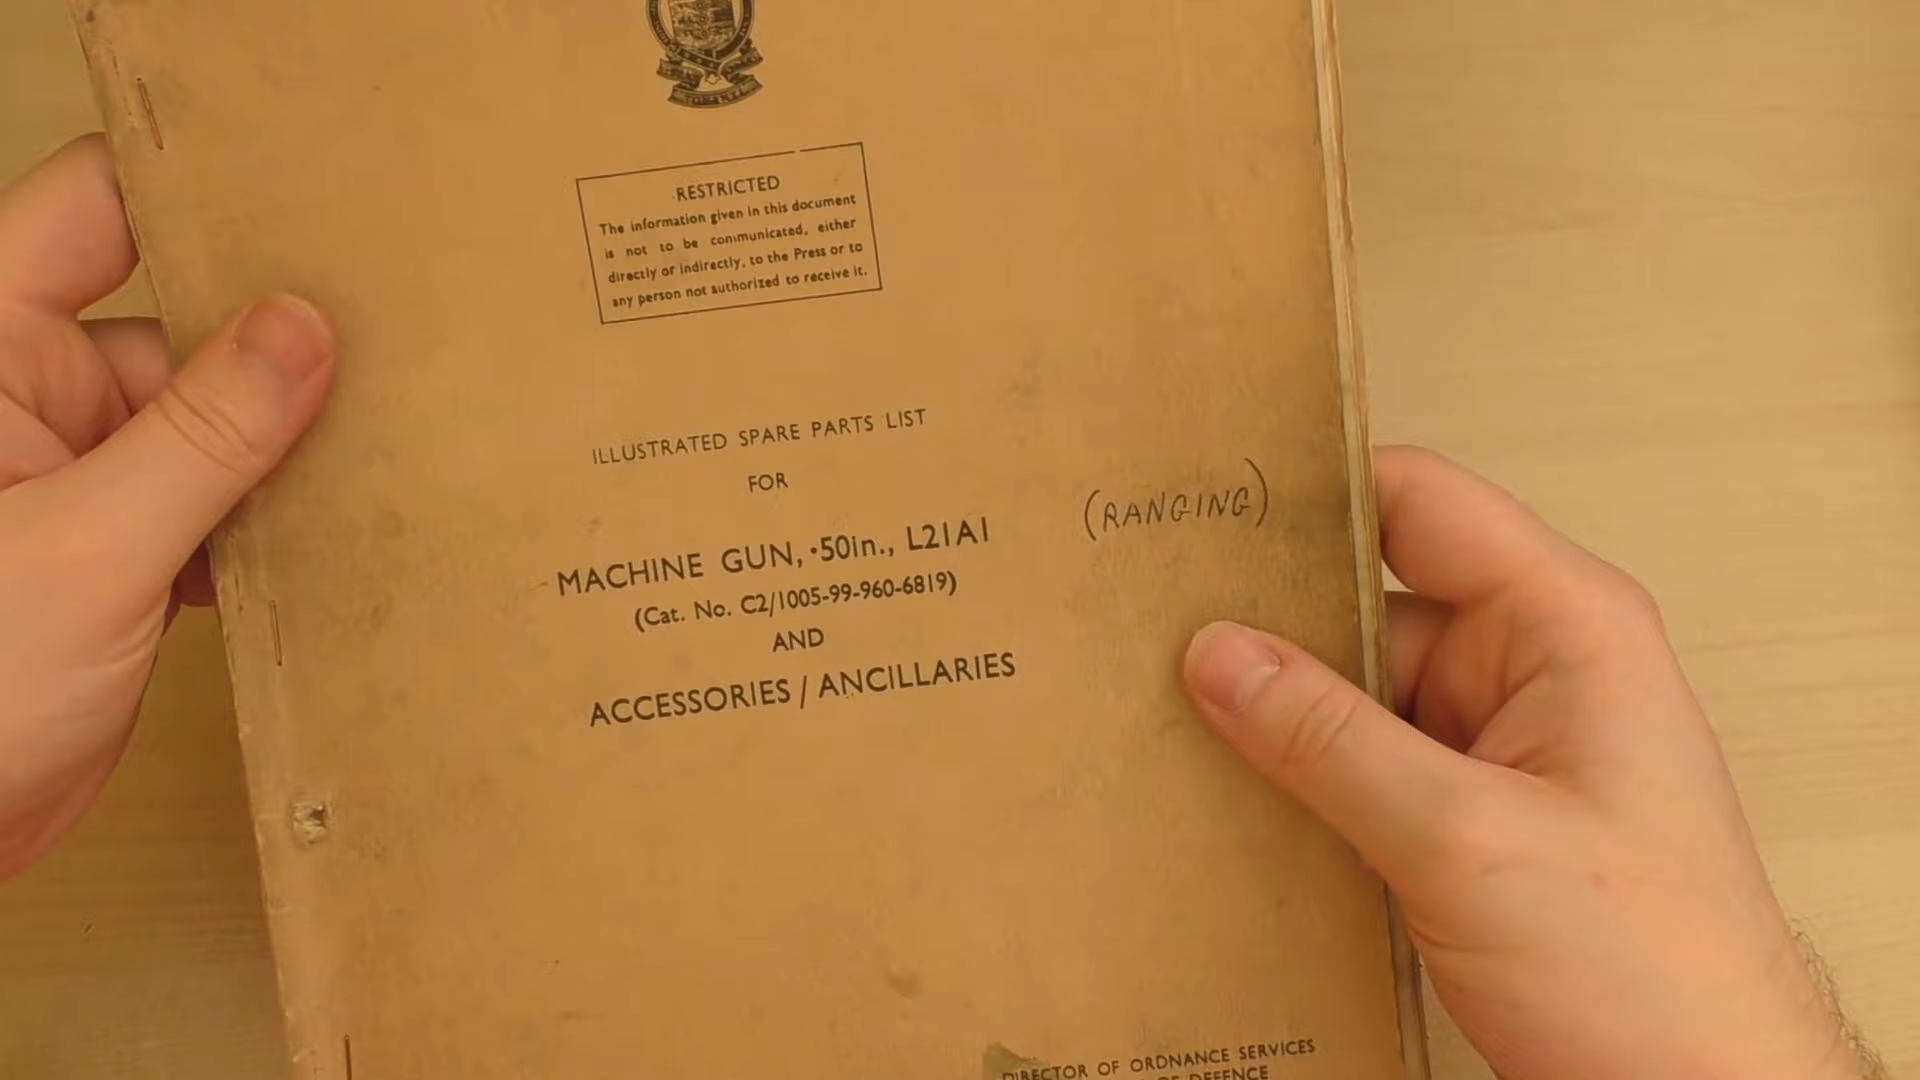 RESTRICTED
The information given in this document
is not to be communicated, either
directly or indirectly, to the Press or to
any person not authorized to receive it.
ILLUSTRATED SPARE PARTS LIST
FOR
MACHINE GUN, ·50in., L21A1
(RANGING)
(Cat. No. C2/1005-99-960-6819)
AND
ACCESSORIES / ANCILLARIES
DIRECTOR OF ORDNANCE SERVICES
OF DEFENCE